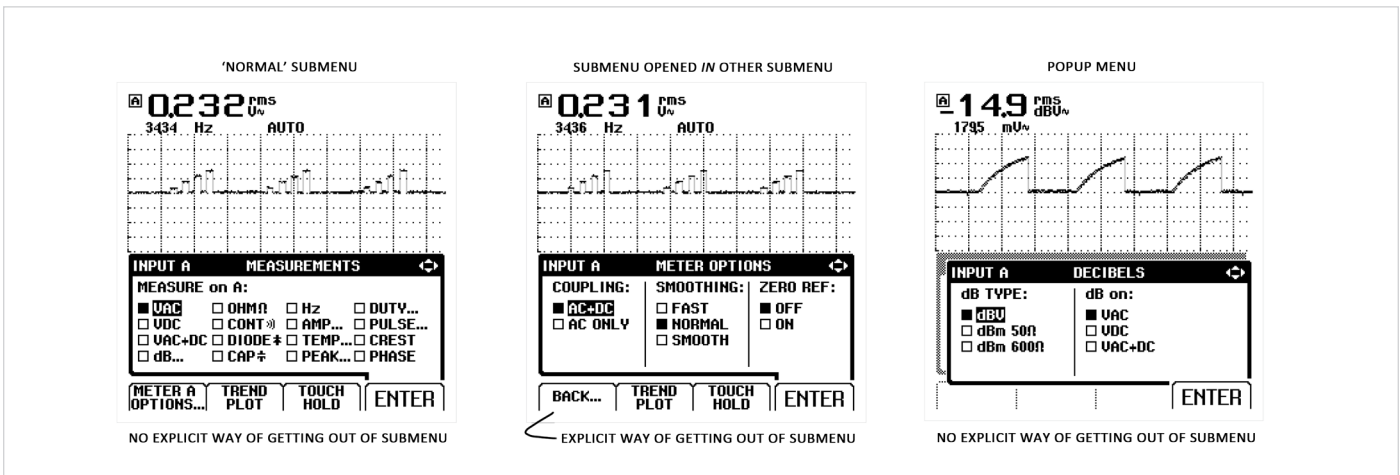 ‘NORMAL’ SUBMENU
A 0.232 rms V~
3434 Hz AUTO
INPUT A MEASUREMENTS
MEASURE on A:
VAC OHMΩ Hz DUTY...
VDC CONT AMP... PULSE...
VAC+DC DIODE TEMP... CREST
dB... CAP PEAK... PHASE
METER A OPTIONS... TREND PLOT TOUCH HOLD ENTER
NO EXPLICIT WAY OF GETTING OUT OF SUBMENU
SUBMENU OPENED IN OTHER SUBMENU
A 0.231 rms V~
3436 Hz AUTO
INPUT A METER OPTIONS
COUPLING: SMOOTHING: ZERO REF:
AC+DC FAST OFF
AC ONLY NORMAL ON
SMOOTH
BACK... TREND PLOT TOUCH HOLD ENTER
EXPLICIT WAY OF GETTING OUT OF SUBMENU
POPUP MENU
A -14.9 rms dBV~
179.5 mV~
INPUT A DECIBELS
dB TYPE: dB on:
dBV VAC
dBm 50Ω VDC
dBm 600Ω VAC+DC
ENTER
NO EXPLICIT WAY OF GETTING OUT OF SUBMENU